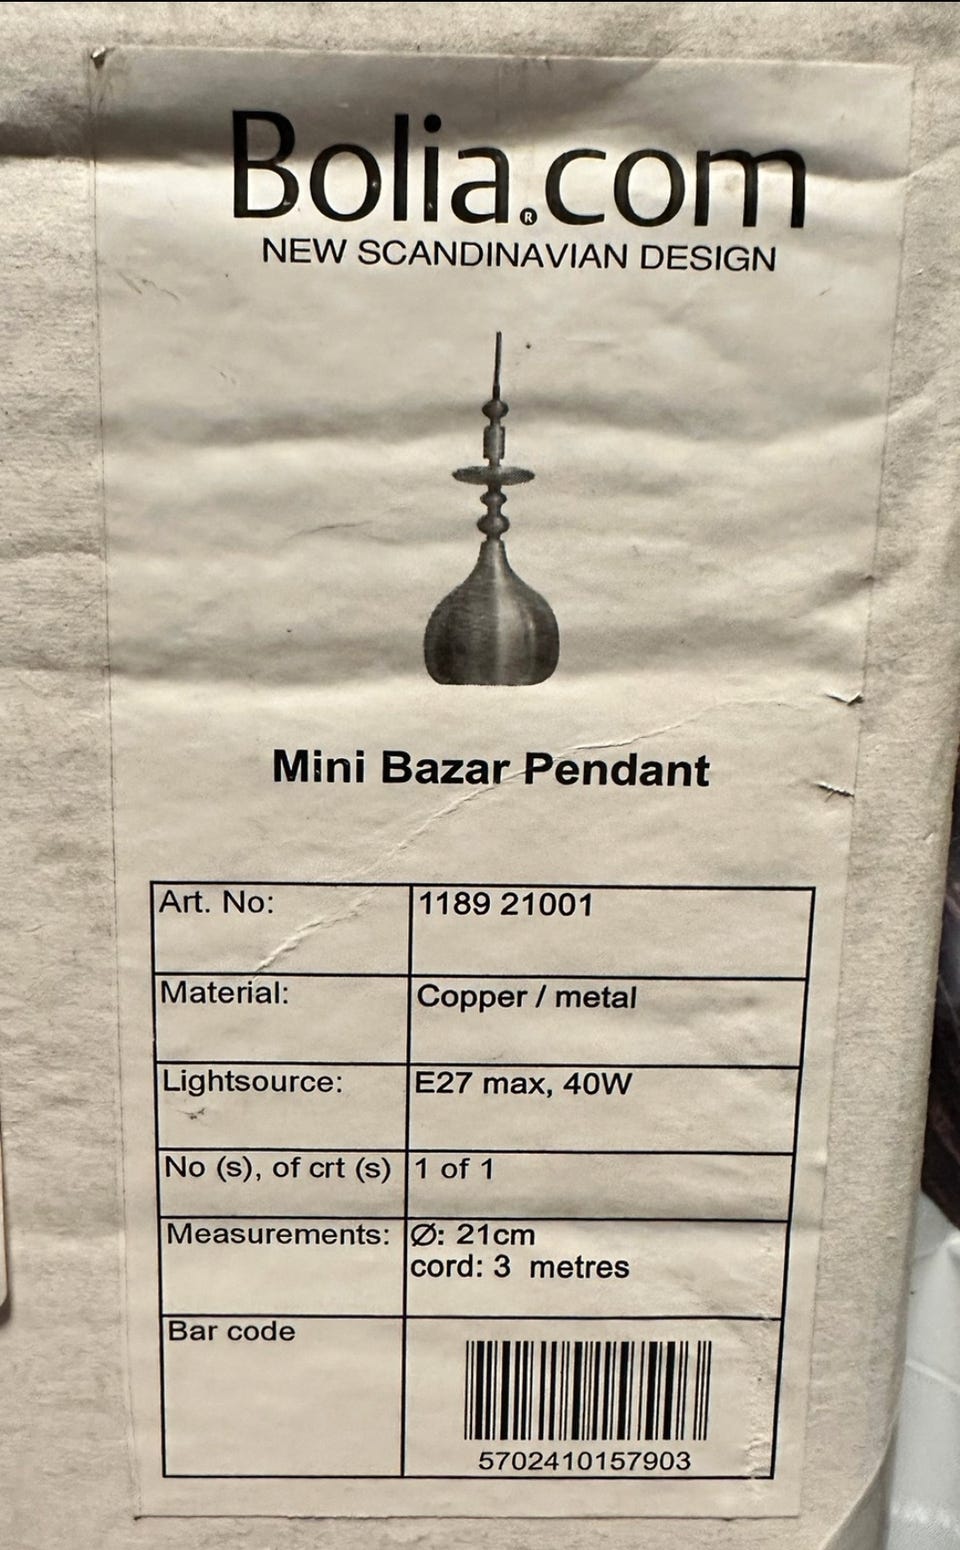 Bolia.com
®
NEW SCANDINAVIAN DESIGN
Mini Bazar Pendant
Art. No: 1189 21001
Material: Copper / metal
Lightsource: E27 max, 40W
No (s), of crt (s) 1 of 1
Measurements: Ø: 21cm
cord: 3 metres
Bar code
5702410157903